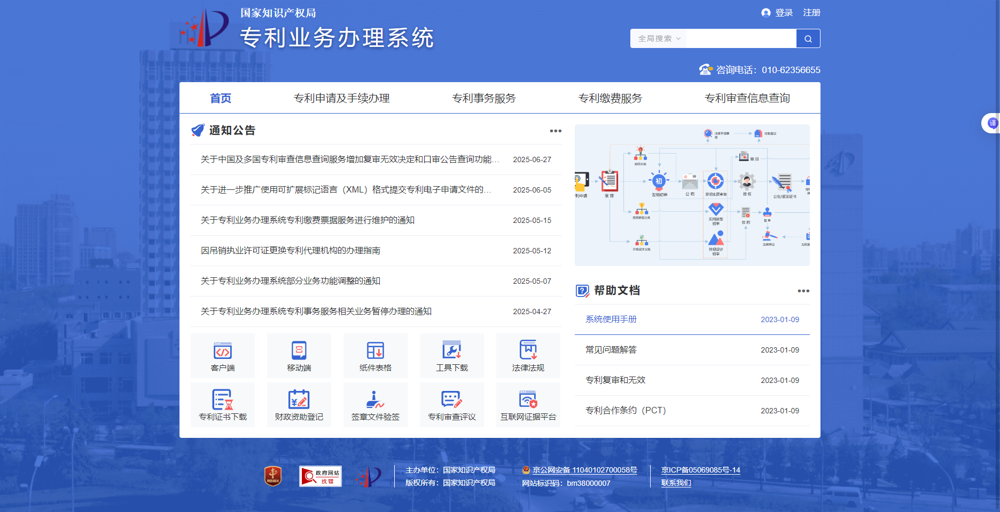 国家知识产权局
专利业务办理系统
登录 注册
全局搜索
咨询电话：010-62356655
首页 专利申请及手续办理 专利事务服务 专利缴费服务 专利审查信息查询
通知公告
关于中国及多国专利审查信息查询服务增加复审无效决定和口审公告查询功能... 2025-06-27
关于进一步推广使用可扩展标记语言（XML）格式提交专利电子申请文件的... 2025-06-05
关于专利业务办理系统专利缴费票据服务进行维护的通知 2025-05-15
因吊销执业许可证更换专利代理机构的办理指南 2025-05-12
关于专利业务办理系统部分业务功能调整的通知 2025-05-07
关于专利业务办理系统专利事务服务相关业务暂停办理的通知 2025-04-27
客户端 移动端 纸件表格 工具下载 法律法规
专利证书下载 财政资助登记 签章文件验签 专利审查评议 互联网证据平台
法律手续审查
行政复议
发明分类
撤回
初
利申请
受理
发明初审
公布
发明实质审查
授权
公告/颁发证书
实用新型分类
实用新型初审
驳回
复审
外观设计分类
外观设计初审
法院诉讼
帮助文档
系统使用手册 2023-01-09
常见问题解答 2023-01-09
专利复审和无效 2023-01-09
专利合作条约（PCT） 2023-01-09
译
政府网站
找错
主办单位：国家知识产权局
版权所有：国家知识产权局
京公网安备 11040102700058号
网站标识码：bm38000007
京ICP备05069085号-14
联系我们